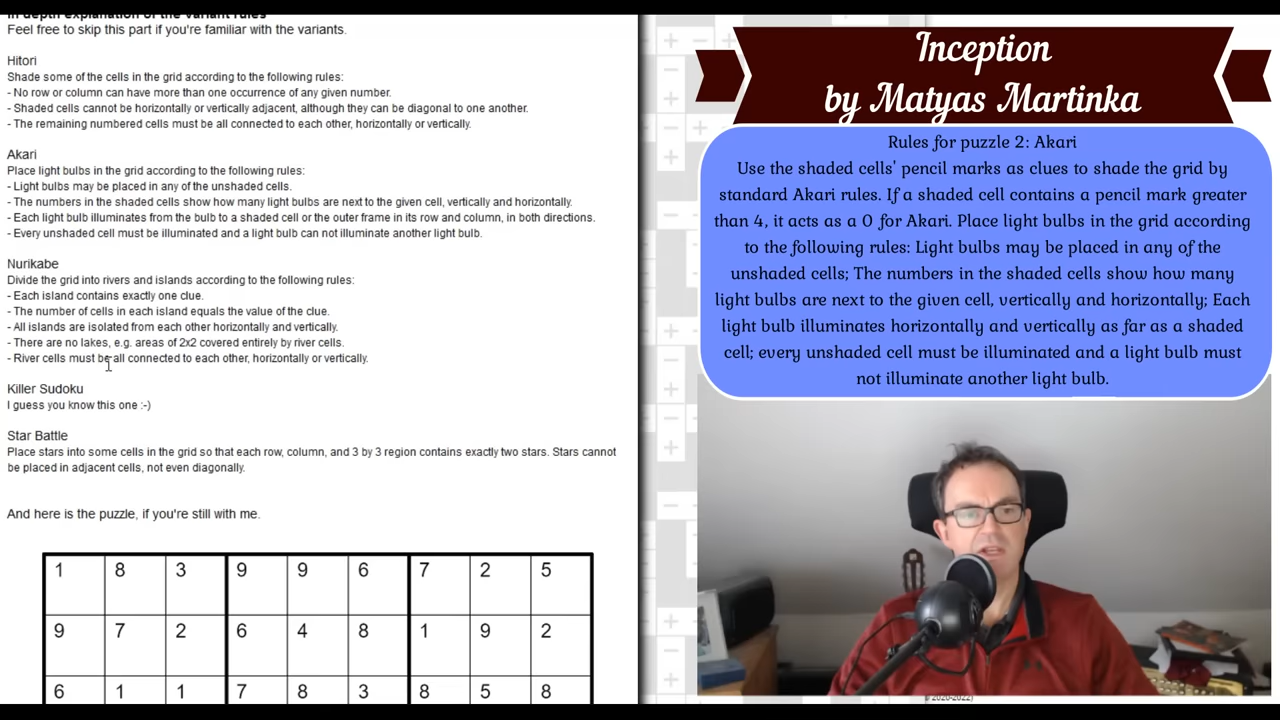 In depth explanation of the variant rules
Feel free to skip this part if you're familiar with the variants.
Hitori
Shade some of the cells in the grid according to the following rules:
- No row or column can have more than one occurrence of any given number.
- Shaded cells cannot be horizontally or vertically adjacent, although they can be diagonal to one another.
- The remaining numbered cells must be all connected to each other, horizontally or vertically.
Akari
Place light bulbs in the grid according to the following rules:
- Light bulbs may be placed in any of the unshaded cells.
- The numbers in the shaded cells show how many light bulbs are next to the given cell, vertically and horizontally.
- Each light bulb illuminates from the bulb to a shaded cell or the outer frame in its row and column, in both directions.
- Every unshaded cell must be illuminated and a light bulb can not illuminate another light bulb.
Nurikabe
Divide the grid into rivers and islands according to the following rules:
- Each island contains exactly one clue.
- The number of cells in each island equals the value of the clue.
- All islands are isolated from each other horizontally and vertically.
- There are no lakes, e.g. areas of 2x2 covered entirely by river cells.
- River cells must be all connected to each other, horizontally or vertically.
Killer Sudoku
I guess you know this one :-)
Star Battle
Place stars into some cells in the grid so that each row, column, and 3 by 3 region contains exactly two stars. Stars cannot
be placed in adjacent cells, not even diagonally.
And here is the puzzle, if you're still with me.
1 8 3 9 9 6 7 2 5
9 7 2 6 4 8 1 9 2
6 1 1 7 8 3 8 5 8
Inception
by Matyas Martinka
Rules for puzzle 2: Akari
Use the shaded cells' pencil marks as clues to shade the grid by
standard Akari rules. If a shaded cell contains a pencil mark greater
than 4, it acts as a 0 for Akari. Place light bulbs in the grid according
to the following rules: Light bulbs may be placed in any of the
unshaded cells; The numbers in the shaded cells show how many
light bulbs are next to the given cell, vertically and horizontally; Each
light bulb illuminates horizontally and vertically as far as a shaded
cell; every unshaded cell must be illuminated and a light bulb must
not illuminate another light bulb.
© 2020-2022)